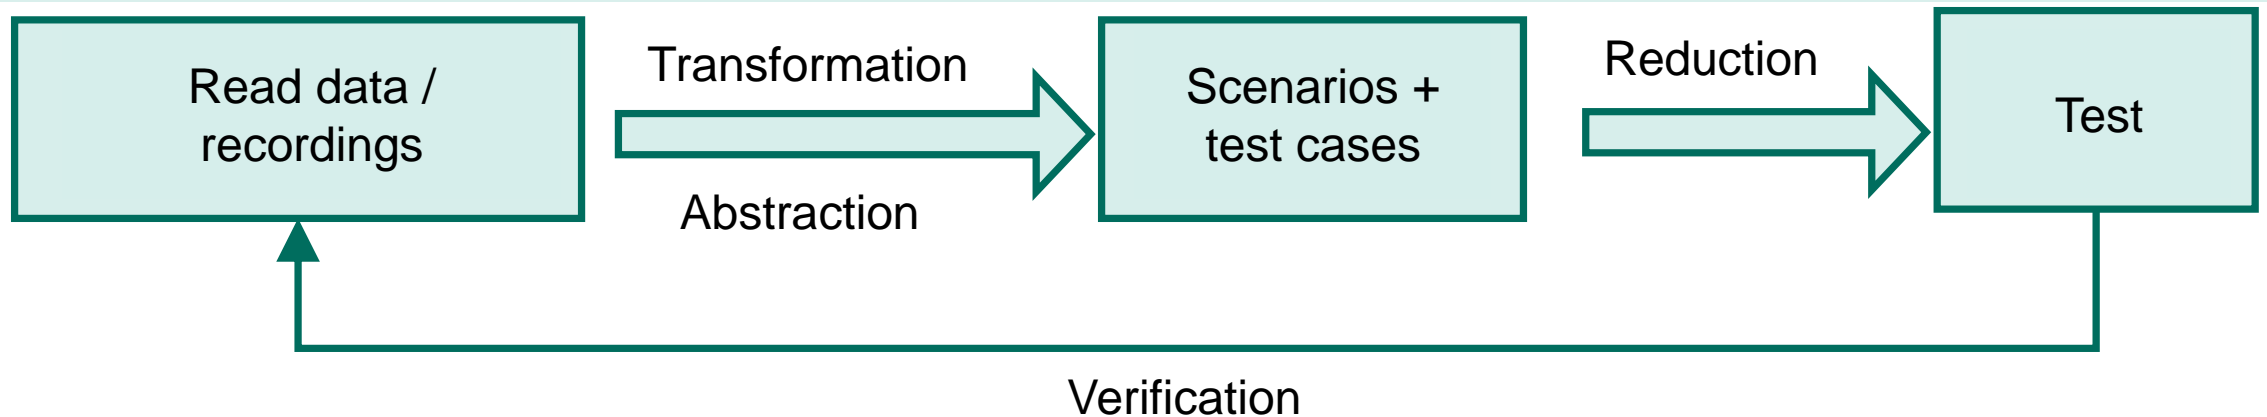 Read data /
recordings
Transformation
Abstraction
Scenarios +
test cases
Reduction
Test
Verification